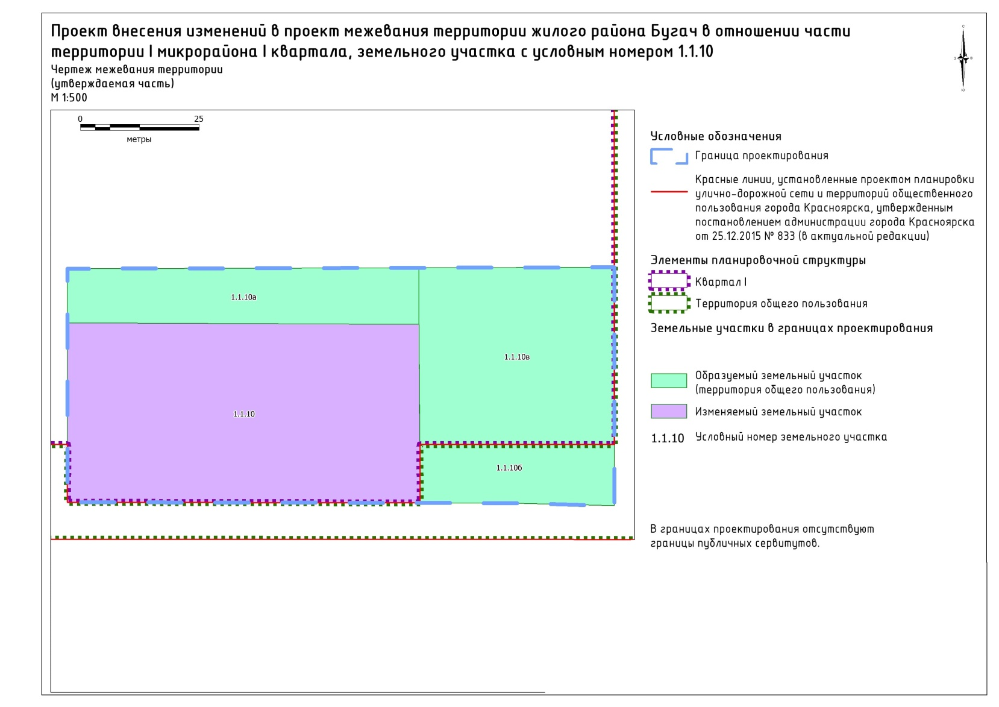 Проект внесения изменений в проект межевания территории жилого района Бугач в отношении части
территории I микрорайона I квартала, земельного участка с условным номером 1.1.10
Чертеж межевания территории
(утверждаемая часть)
М 1:500
С
З В
Ю
0 25
метры
1.1.10а
1.1.10в
1.1.10
1.1.10б
Условные обозначения
Граница проектирования
Красные линии, установленные проектом планировки
улично-дорожной сети и территорий общественного
пользования города Красноярска, утвержденным
постановлением администрации города Красноярска
от 25.12.2015 № 833 (в актуальной редакции)
Элементы планировочной структуры
Квартал I
Территория общего пользования
Земельные участки в границах проектирования
Образуемый земельный участок
(территория общего пользования)
Изменяемый земельный участок
1.1.10 Условный номер земельного участка
В границах проектирования отсутствуют
границы публичных сервитутов.